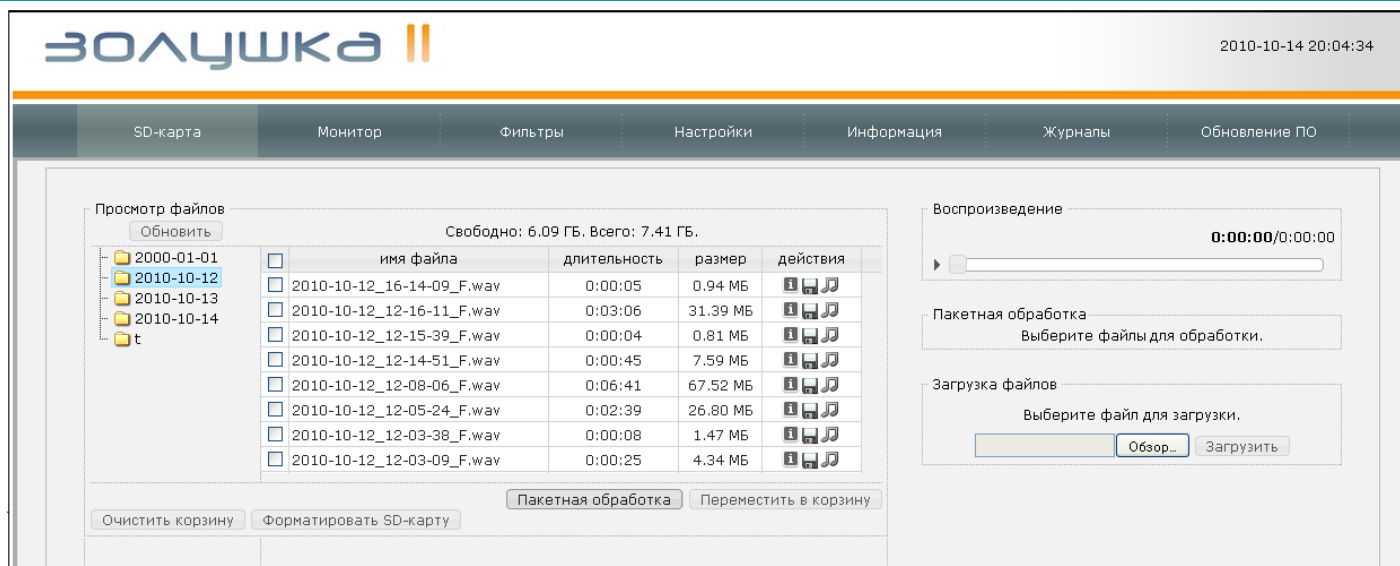 золушка II
2010-10-14 20:04:34
SD-карта Монитор Фильтры Настройки Информация Журналы Обновление ПО
Просмотр файлов
Обновить Свободно: 6.09 ГБ. Всего: 7.41 ГБ.
2000-01-01
2010-10-12
2010-10-13
2010-10-14
t
имя файла длительность размер действия
2010-10-12_16-14-09_F.wav 0:00:05 0.94 МБ
2010-10-12_12-16-11_F.wav 0:03:06 31.39 МБ
2010-10-12_12-15-39_F.wav 0:00:04 0.81 МБ
2010-10-12_12-14-51_F.wav 0:00:45 7.59 МБ
2010-10-12_12-08-06_F.wav 0:06:41 67.52 МБ
2010-10-12_12-05-24_F.wav 0:02:39 26.80 МБ
2010-10-12_12-03-38_F.wav 0:00:08 1.47 МБ
2010-10-12_12-03-09_F.wav 0:00:25 4.34 МБ
Пакетная обработка Переместить в корзину
Очистить корзину Форматировать SD-карту
Воспроизведение
0:00:00/0:00:00
Пакетная обработка
Выберите файлы для обработки.
Загрузка файлов
Выберите файл для загрузки.
Обзор... Загрузить